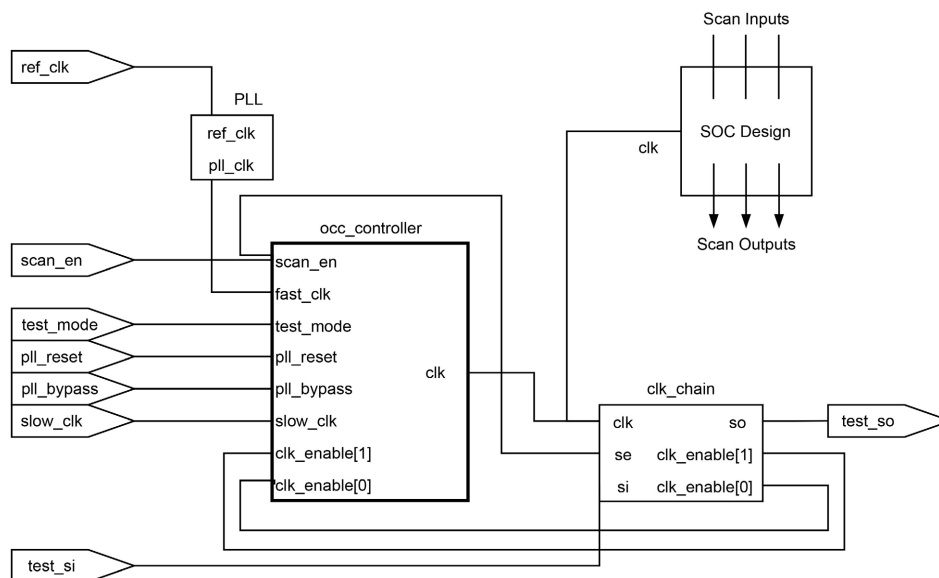 Scan Inputs
ref_clk
PLL
ref_clk
pll_clk
SOC Design
clk
occ_controller
Scan Outputs
scan_en
scan_en
fast_clk
test_mode
test_mode
pll_reset
pll_reset
pll_bypass
pll_bypass
clk
slow_clk
slow_clk
clk_enable[1]
clk_enable[0]
clk_chain
clk
so
se
clk_enable[1]
si
clk_enable[0]
test_so
test_si